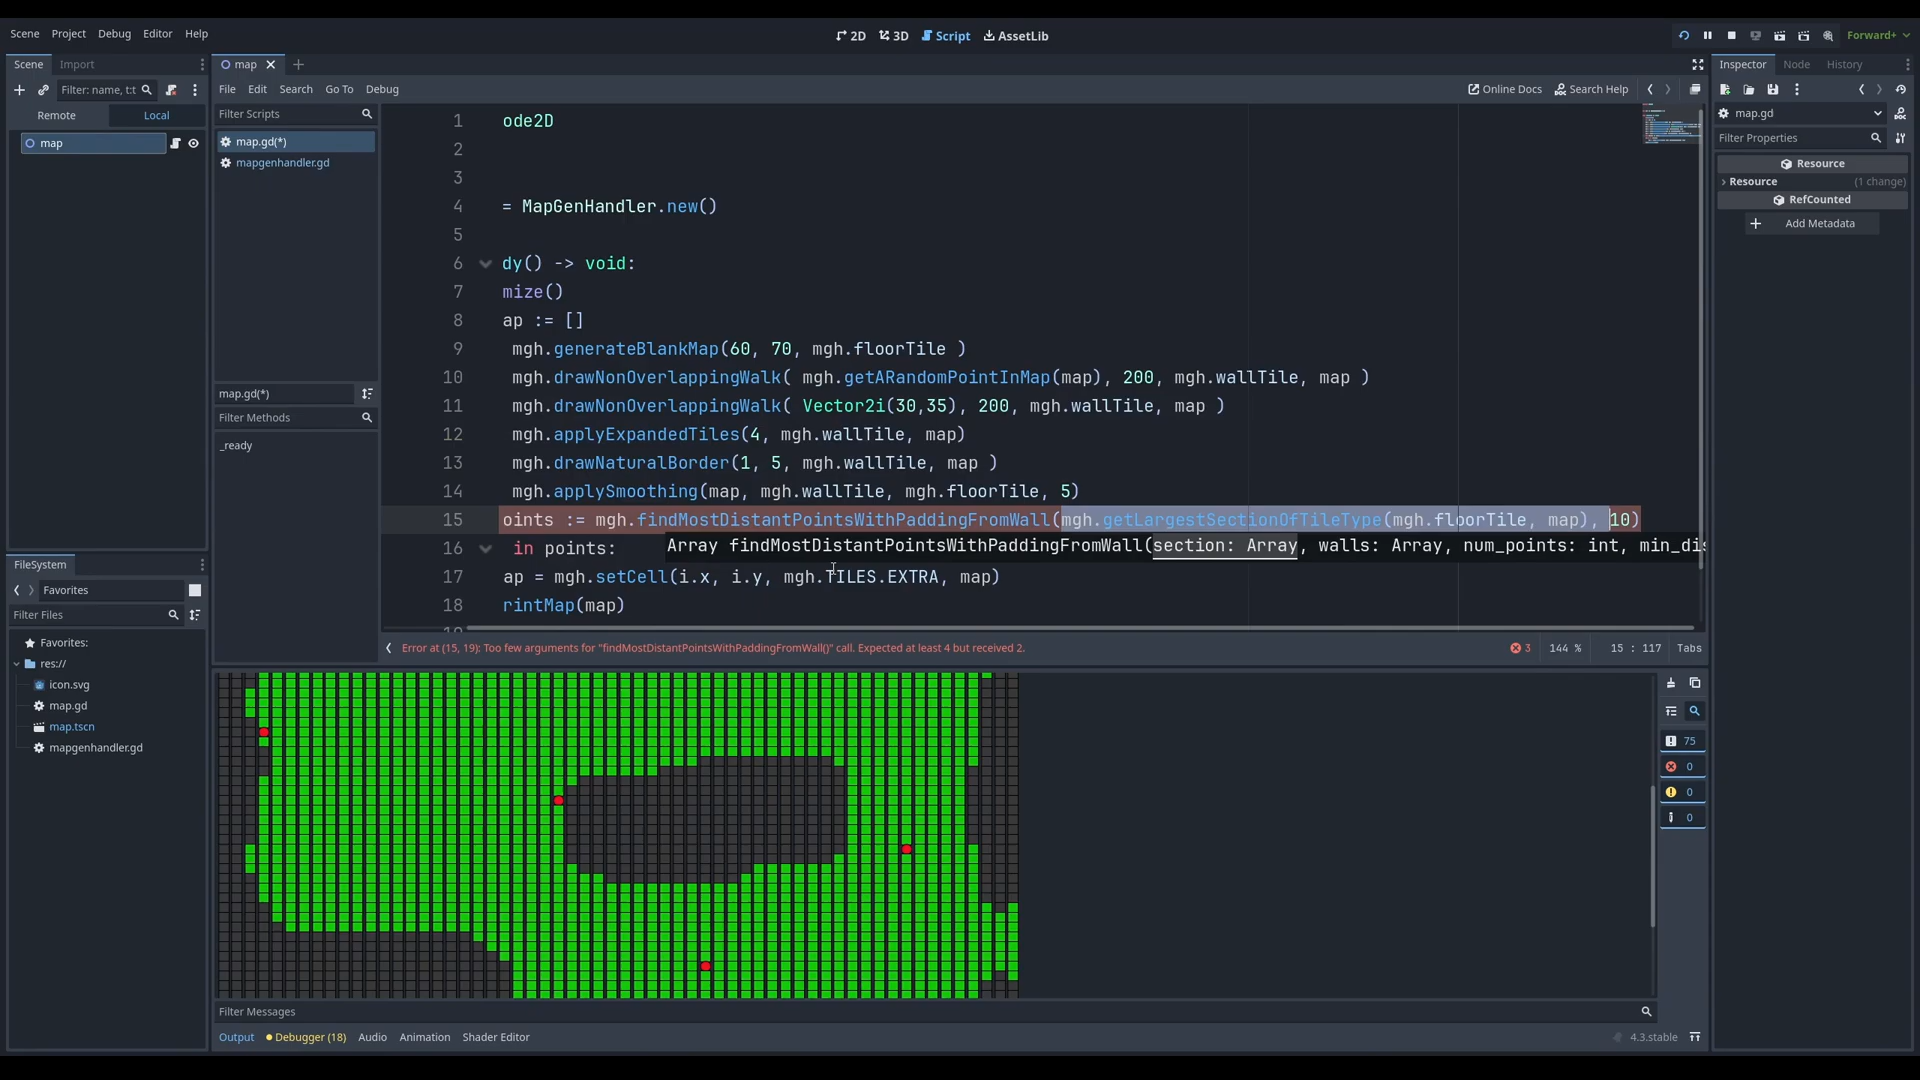 Scene Project Debug Editor Help
2D 3D Script AssetLib
Forward+
Scene Import
map
Inspector Node History
Filter: name, t:t
File Edit Search Go To Debug
Online Docs Search Help
Remote Local
Filter Scripts
map.gd
map
map.gd(*)
mapgenhandler.gd
Filter Properties
Resource
Resource (1 change)
RefCounted
Add Metadata
1 ode2D
2
3
4 = MapGenHandler.new()
5
6 dy() -> void:
7 mize()
8 ap := []
9 mgh.generateBlankMap(60, 70, mgh.floorTile )
10 mgh.drawNonOverlappingWalk( mgh.getARandomPointInMap(map), 200, mgh.wallTile, map )
11 mgh.drawNonOverlappingWalk( Vector2i(30,35), 200, mgh.wallTile, map )
12 mgh.applyExpandedTiles(4, mgh.wallTile, map)
13 mgh.drawNaturalBorder(1, 5, mgh.wallTile, map )
14 mgh.applySmoothing(map, mgh.wallTile, mgh.floorTile, 5)
15 oints := mgh.findMostDistantPointsWithPaddingFromWall(mgh.getLargestSectionOfTileType(mgh.floorTile, map), 10)
16 in points:
Array findMostDistantPointsWithPaddingFromWall(section: Array, walls: Array, num_points: int, min_dis
17 ap = mgh.setCell(i.x, i.y, mgh.TILES.EXTRA, map)
18 rintMap(map)
map.gd(*)
Filter Methods
_ready
Error at (15, 19): Too few arguments for "findMostDistantPointsWithPaddingFromWall()" call. Expected at least 4 but received 2.
3 144 % 15 : 117 Tabs
FileSystem
Favorites
Filter Files
Favorites:
res://
icon.svg
map.gd
map.tscn
mapgenhandler.gd
75
0
0
0
Filter Messages
Output Debugger (18) Audio Animation Shader Editor
4.3.stable